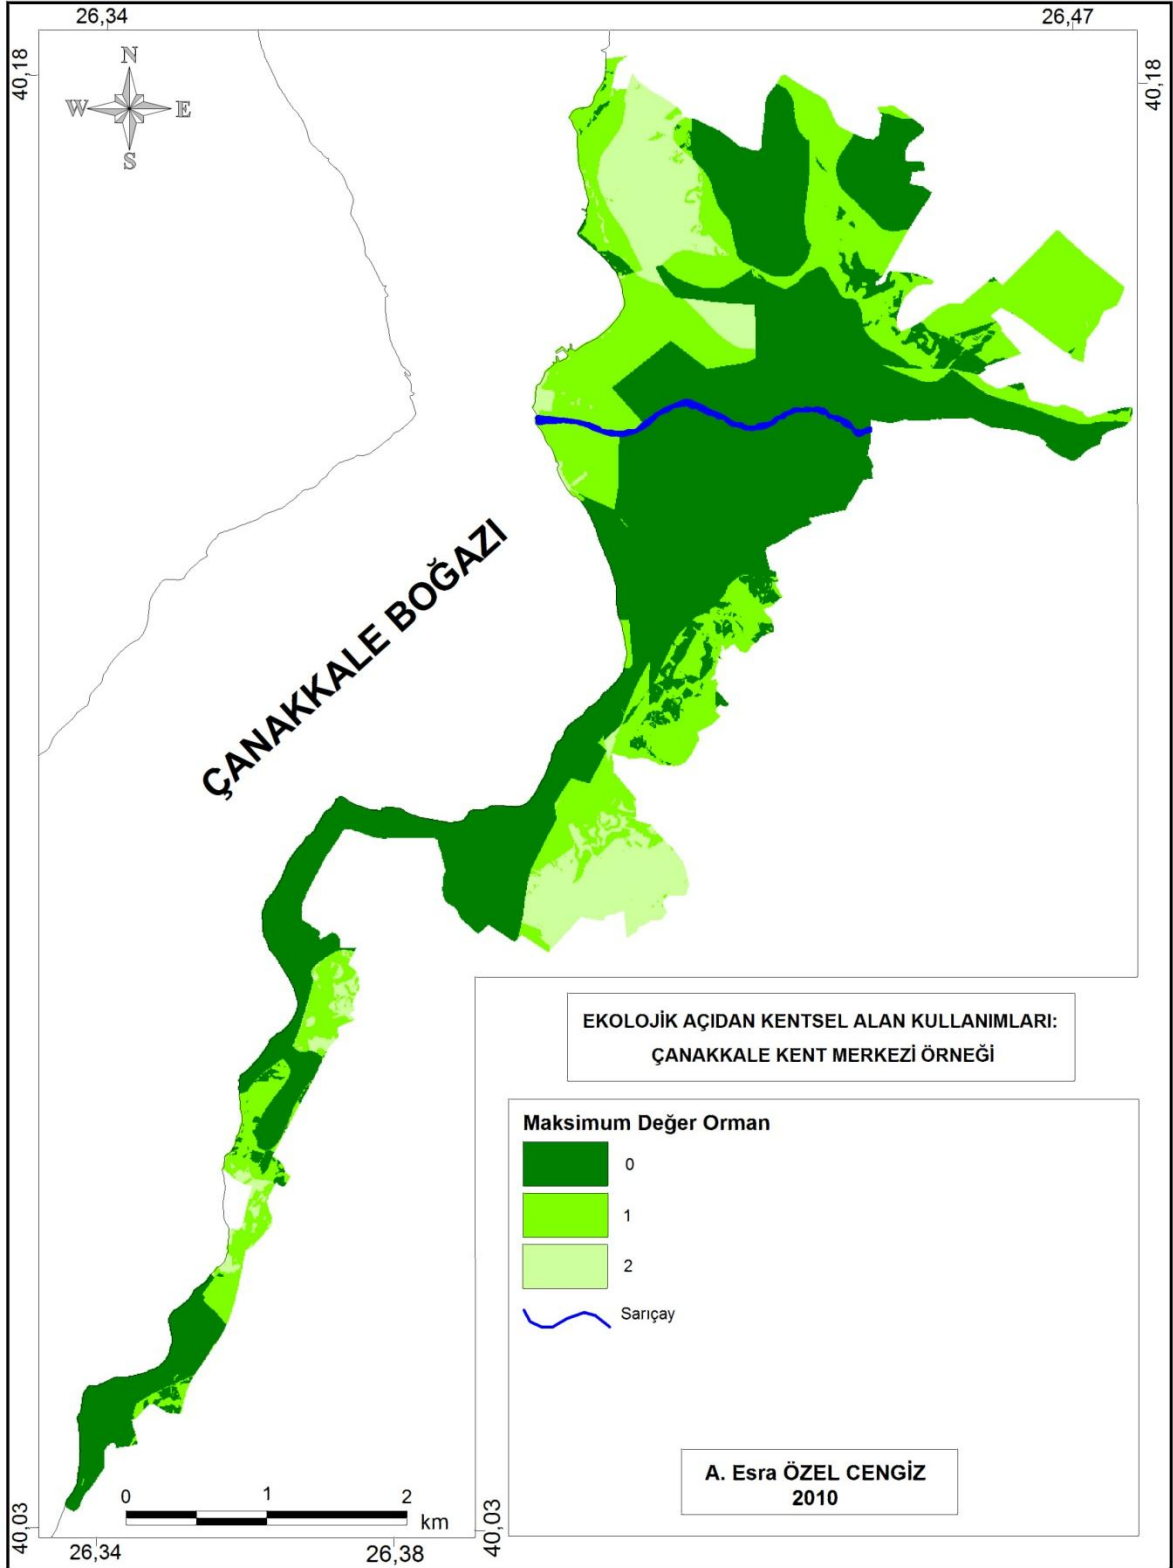 26,34
26,47
40,18
40,18
N
W
E
S
ÇANAKKALE BOĞAZI
EKOLOJİK AÇIDAN KENTSEL ALAN KULLANIMLARI:
ÇANAKKALE KENT MERKEZİ ÖRNEĞİ
Maksimum Değer Orman
0
1
2
Sarıçay
A. Esra ÖZEL CENGİZ
2010
0
1
2
km
40,03
40,03
26,34
26,38